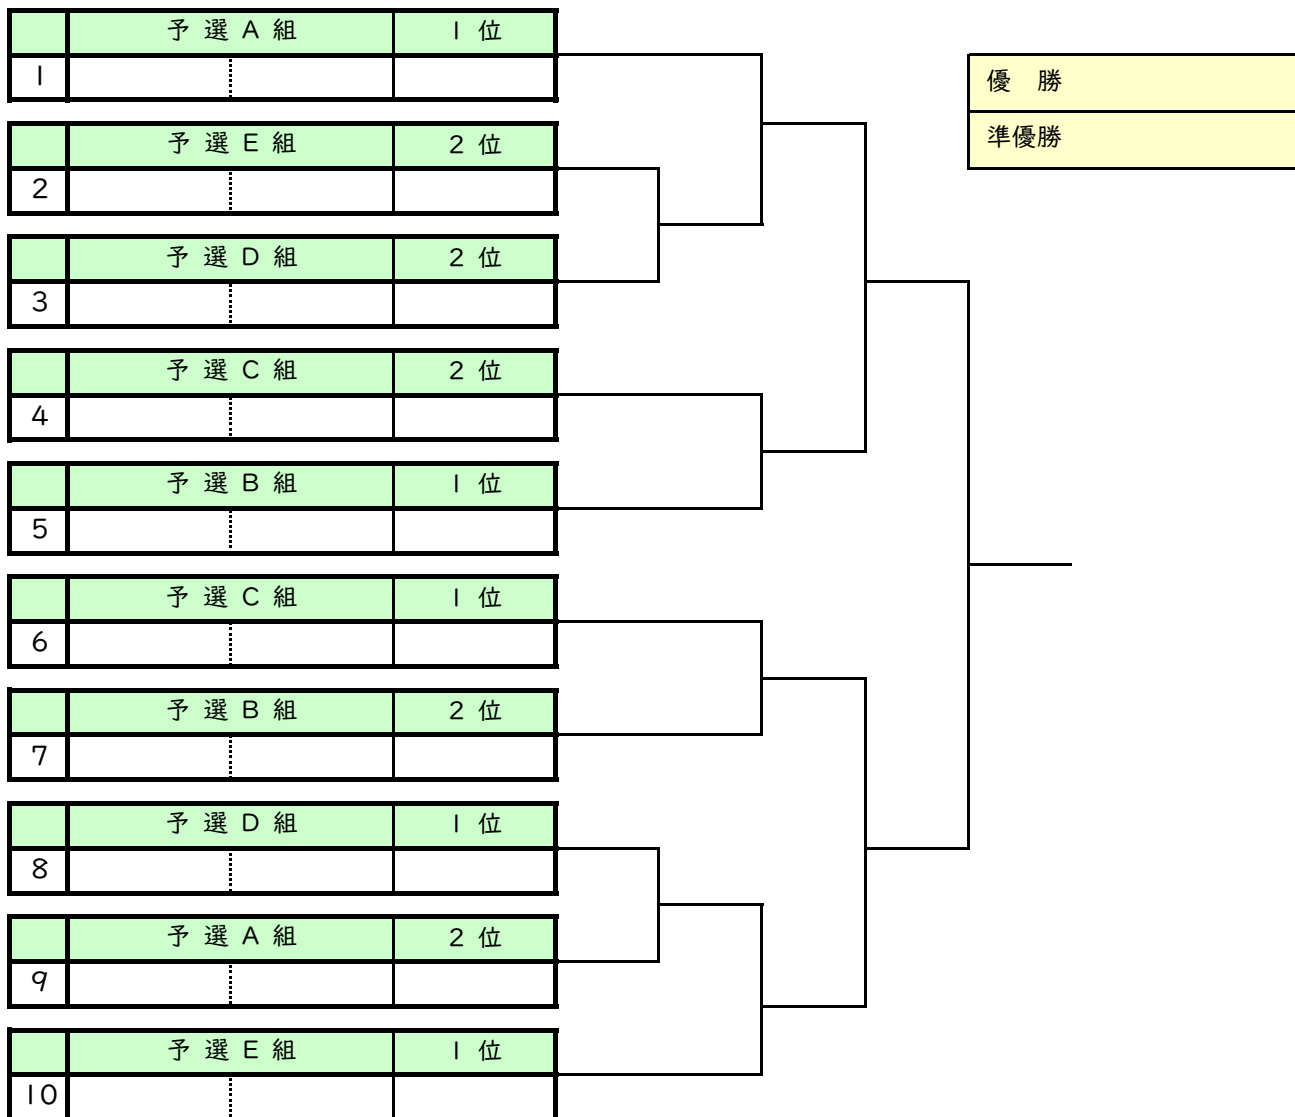 予 選 A 組 1 位
1
優 勝
準優勝
予 選 E 組 2 位
2
予 選 D 組 2 位
3
予 選 C 組 2 位
4
予 選 B 組 1 位
5
予 選 C 組 1 位
6
予 選 B 組 2 位
7
予 選 D 組 1 位
8
予 選 A 組 2 位
9
予 選 E 組 1 位
10